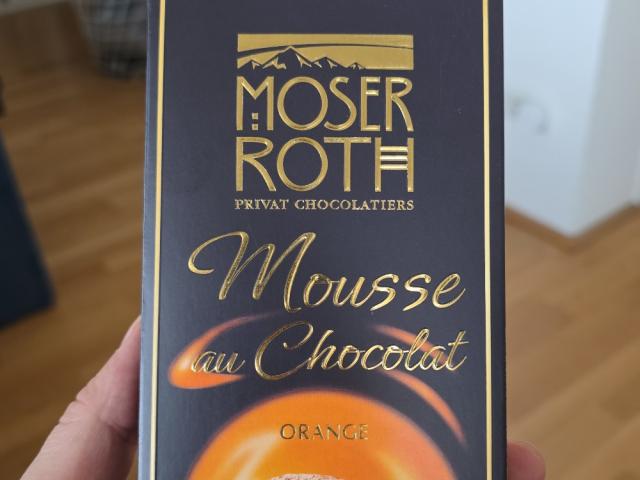 MOSER
ROTH
PRIVAT CHOCOLATIERS
Mousse
au Chocolat
ORANGE